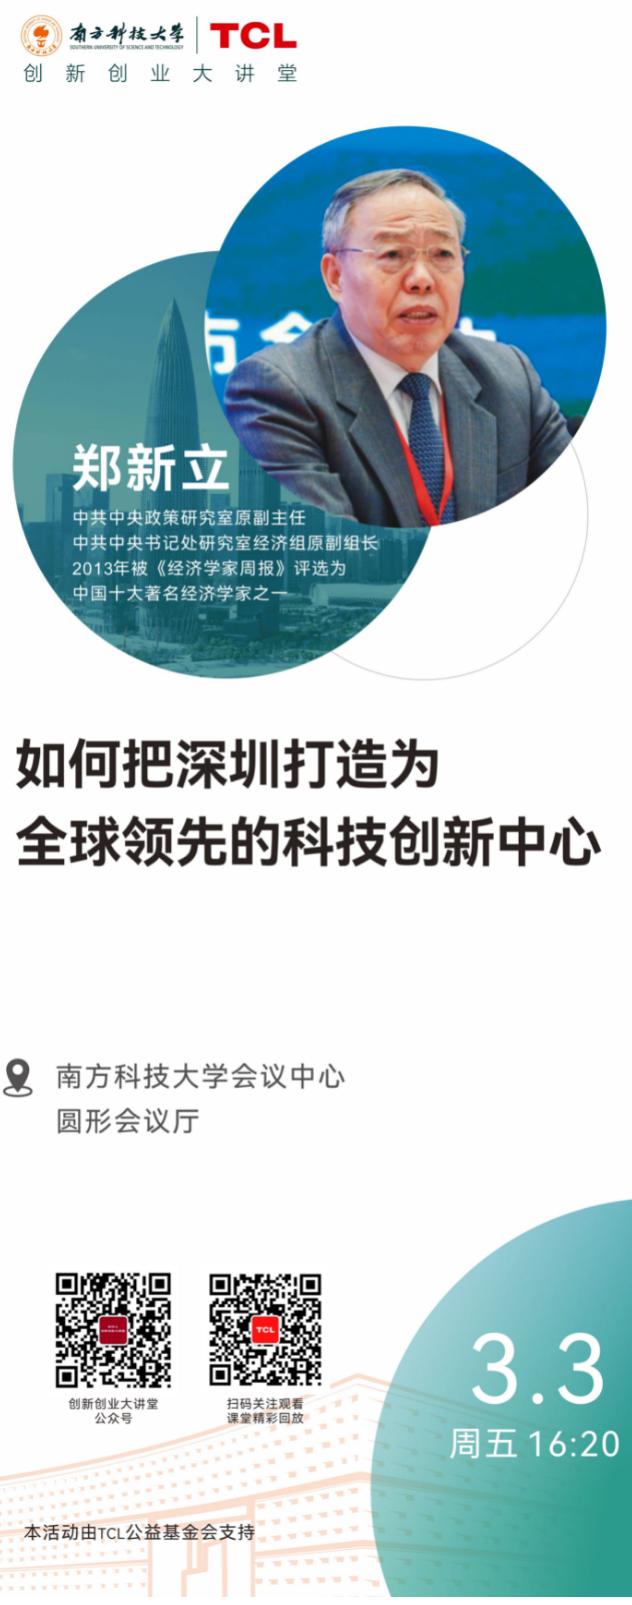 南方科技大学
SOUTHERN UNIVERSITY OF SCIENCE AND TECHNOLOGY
TCL
创新创业大讲堂
郑新立
中共中央政策研究室原副主任
中共中央书记处研究室经济组原副组长
2013年被《经济学家周报》评选为
中国十大著名经济学家之一
如何把深圳打造为
全球领先的科技创新中心
南方科技大学会议中心
圆形会议厅
TCL
创新创业大讲堂
公众号
扫码关注观看
课堂精彩回放
3.3
周五 16:20
本活动由TCL公益基金会支持